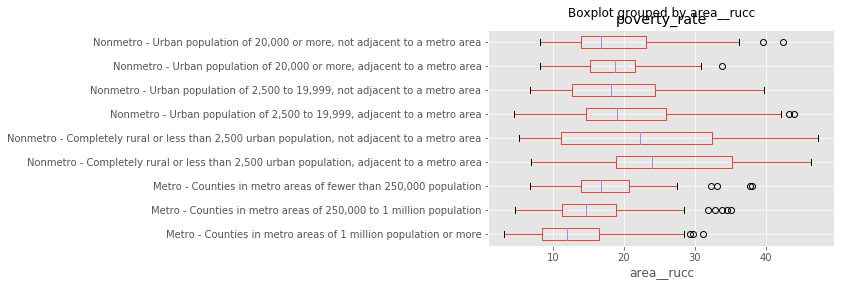 Boxplot grouped by area__rucc
poverty_rate
Nonmetro - Urban population of 20,000 or more, not adjacent to a metro area
Nonmetro - Urban population of 20,000 or more, adjacent to a metro area
Nonmetro - Urban population of 2,500 to 19,999, not adjacent to a metro area
Nonmetro - Urban population of 2,500 to 19,999, adjacent to a metro area
Nonmetro - Completely rural or less than 2,500 urban population, not adjacent to a metro area
Nonmetro - Completely rural or less than 2,500 urban population, adjacent to a metro area
Metro - Counties in metro areas of fewer than 250,000 population
Metro - Counties in metro areas of 250,000 to 1 million population
Metro - Counties in metro areas of 1 million population or more
10 20 30 40
area__rucc